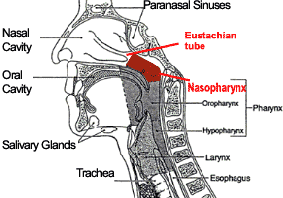 Paranasal Sinuses
Nasal
Cavity
Eustachian
tube
Oral
Cavity
Nasopharynx
Oropharynx
Pharynx
Hypopharynx
Salivary Glands
Larynx
Trachea
Esophagus